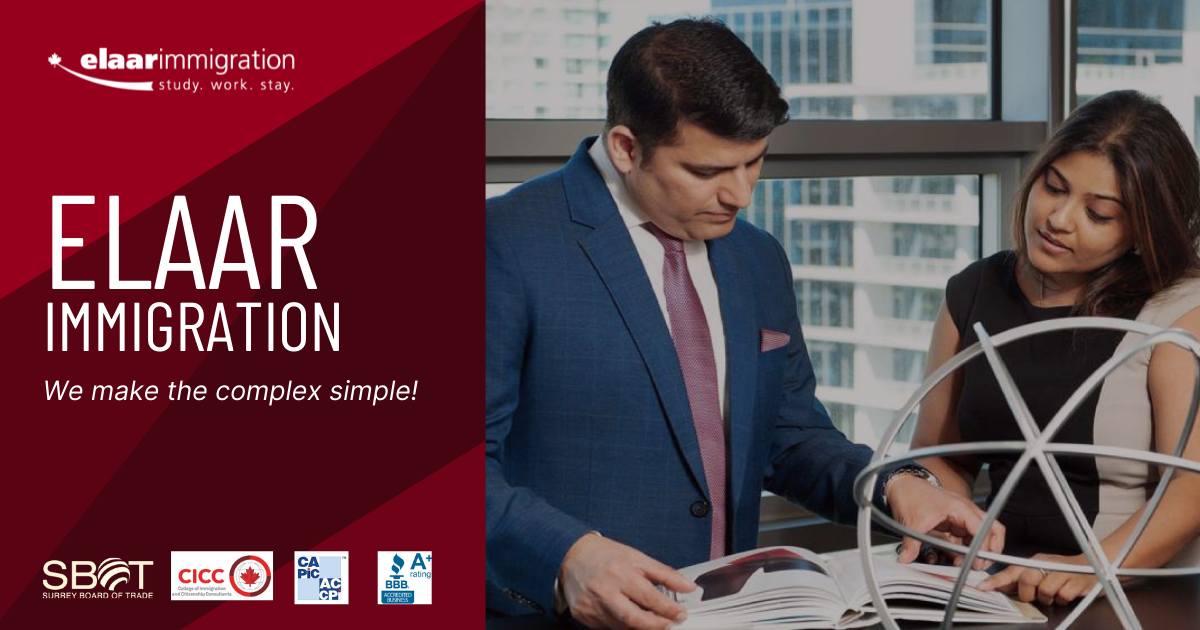 elaarimmigration
study. work. stay.
ELAAR
IMMIGRATION
We make the complex simple!
SBOT
SURREY BOARD OF TRADE
CICC
College of Immigration
and Citizenship Consultants
CA
PiC
AC
CP
TM
BBB
ACCREDITED
BUSINESS
A+
rating